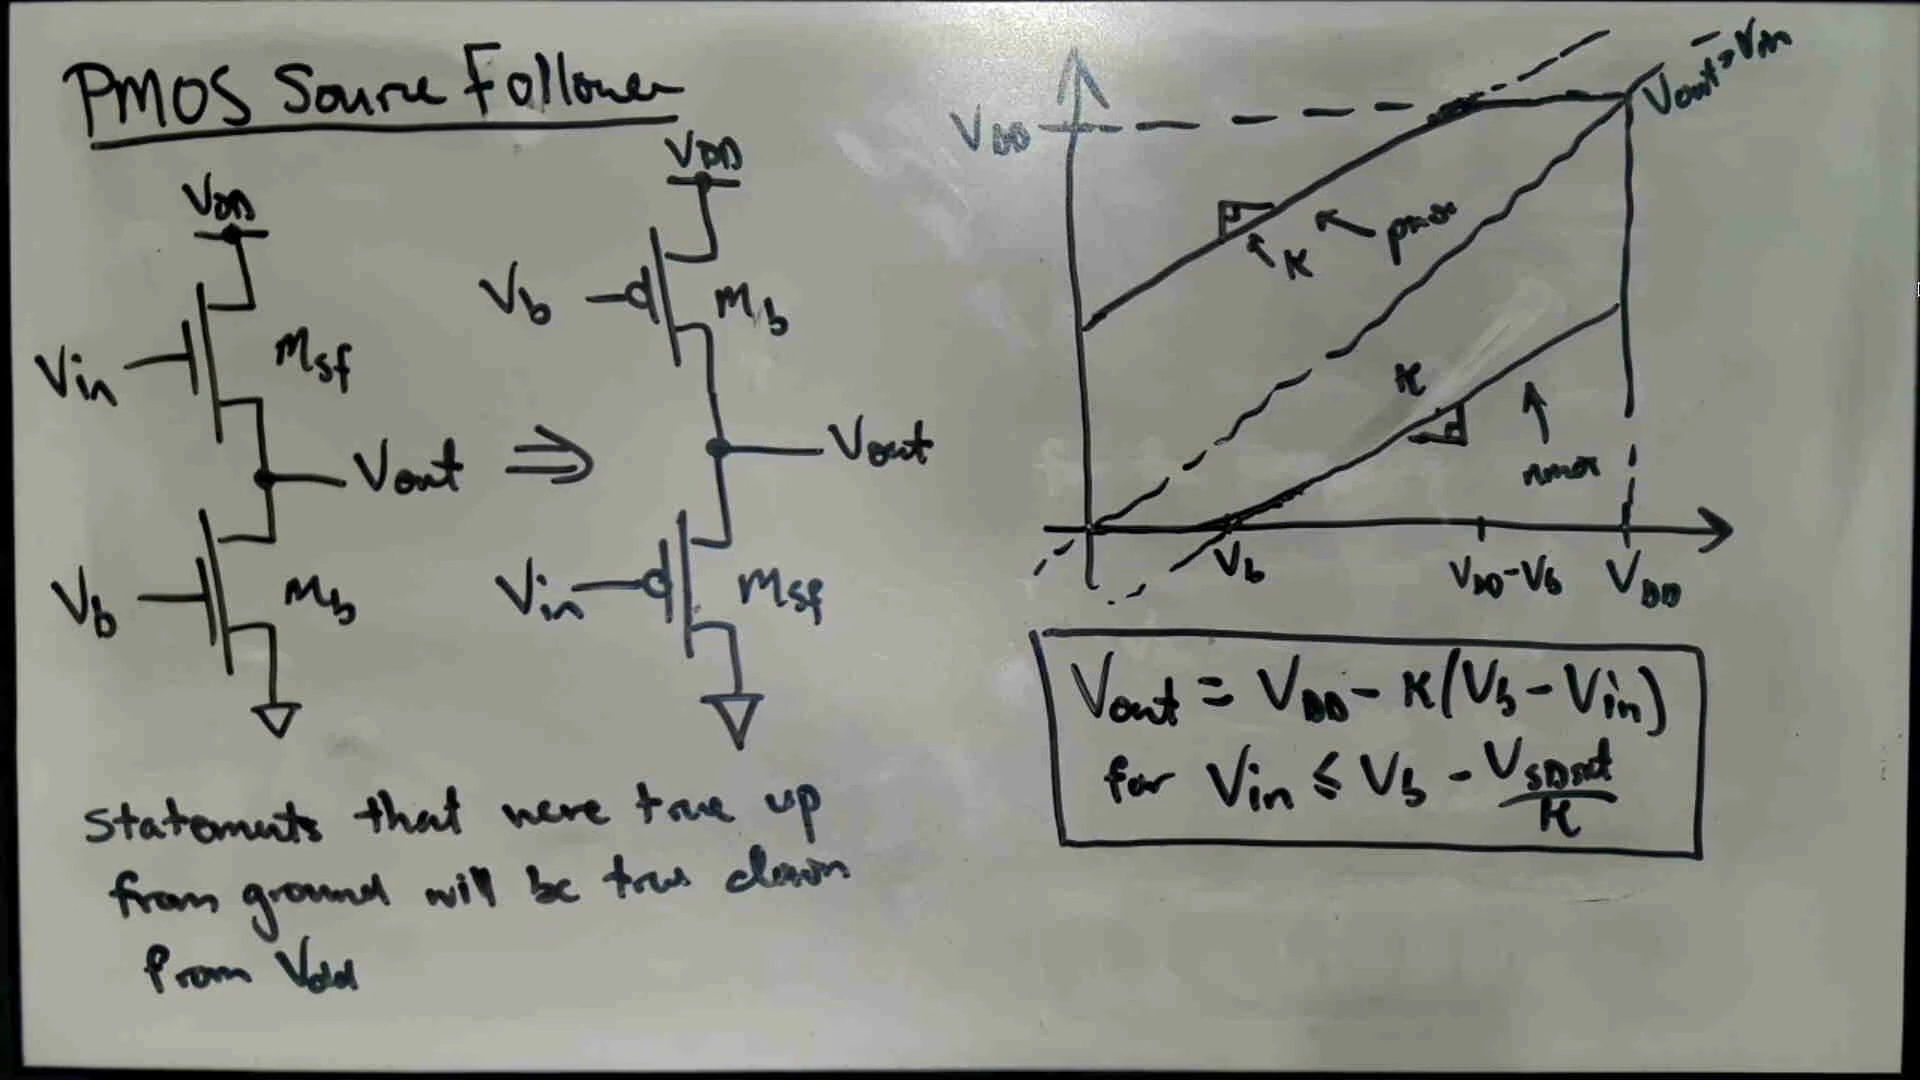 PMOS Source Follower
VDD
Vin
Msf
Vout
Vb
Mb
⇒
VDD
Vb
Mb
Vout
Vin
Msf
statements that were true up
from ground will be true down
from Vdd
VDD
Vout = Vin
κ
pmos
κ
nmos
Vb
VDD-Vb
VDD
Vout = VDD - κ(Vb - Vin)
for Vin ≤ Vb - VSDsat/κ